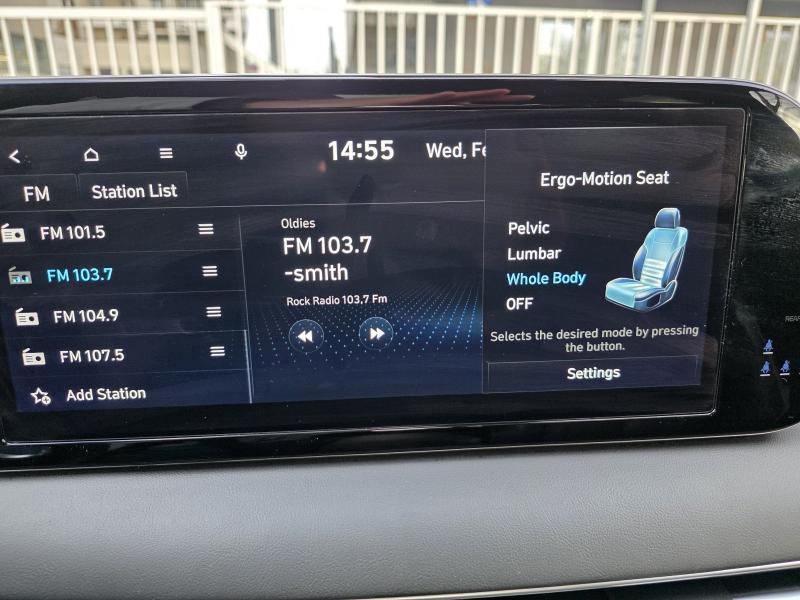 14:55
Wed, Fe
FM
Station List
FM 101.5
FM 103.7
FM 104.9
FM 107.5
Add Station
Oldies
FM 103.7
-smith
Rock Radio 103,7 Fm
Ergo-Motion Seat
Pelvic
Lumbar
Whole Body
OFF
Selects the desired mode by pressing
the button.
Settings
REAR